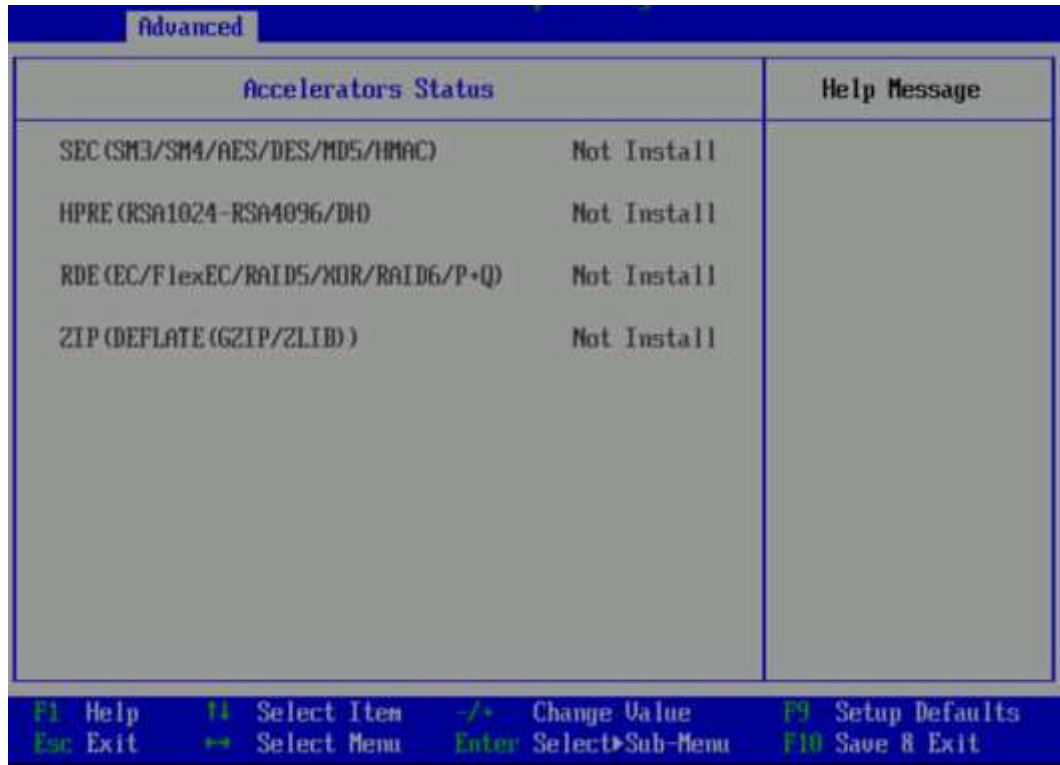 Advanced
Accelerators Status
Help Message
SEC(SM3/SM4/AES/DES/MD5/HMAC) Not Install
HPRE(RSA1024-RSA4096/DH) Not Install
RDE(EC/FlexEC/RAID5/XOR/RAID6/P+Q) Not Install
ZIP(DEFLATE(GZIP/ZLIB)) Not Install
F1 Help ↑↓ Select Item -/+ Change Value F9 Setup Defaults
Esc Exit ←→ Select Menu Enter Select▶Sub-Menu F10 Save & Exit